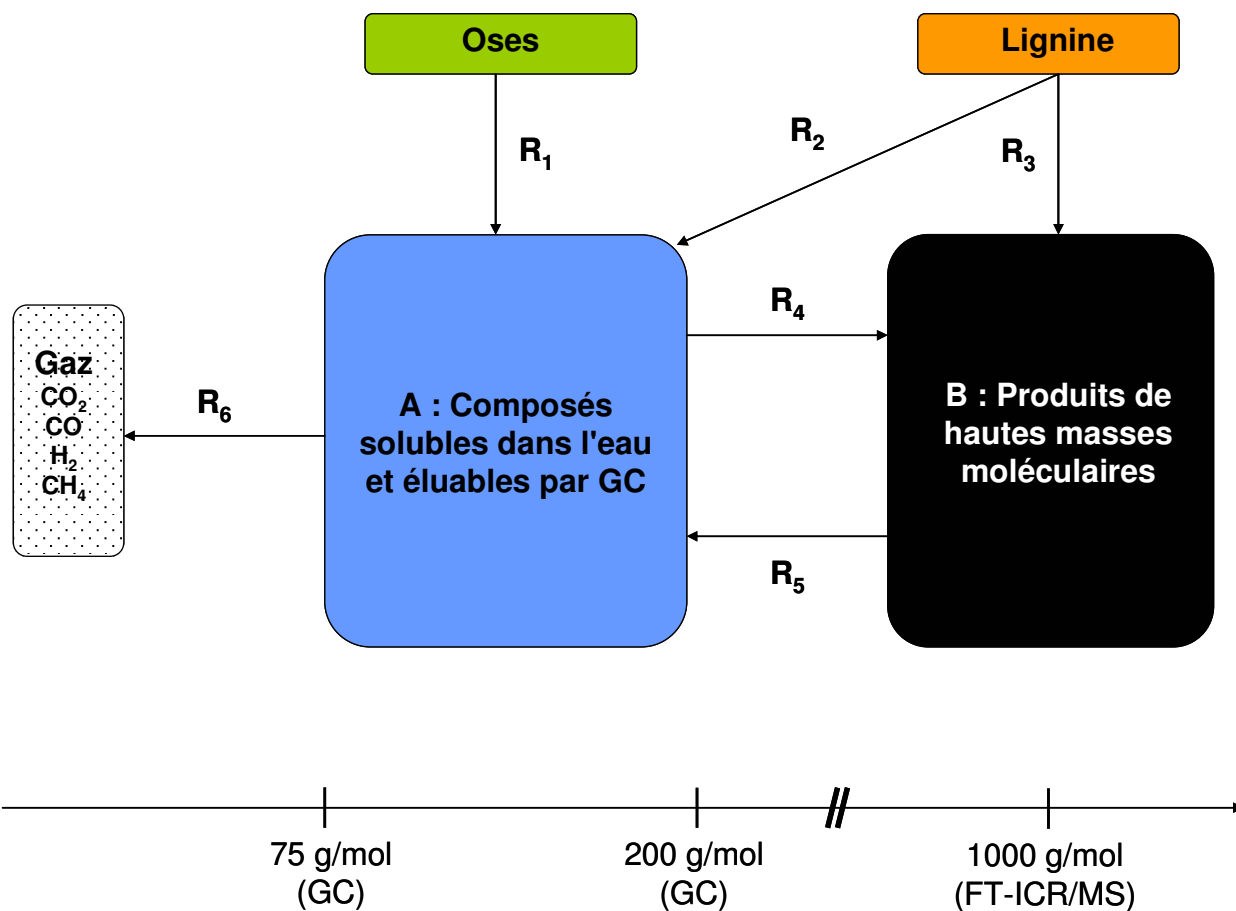 Oses
Lignine
R₁
R₂
R₃
R₄
R₅
R₆
Gaz
CO₂
CO
H₂
CH₄
A : Composés
solubles dans l'eau
et éluables par GC
B : Produits de
hautes masses
moléculaires
75 g/mol
(GC)
200 g/mol
(GC)
1000 g/mol
(FT-ICR/MS)